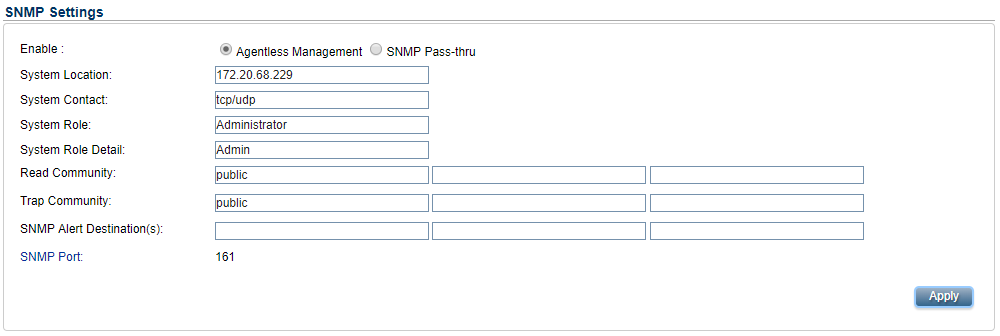 SNMP Settings
Enable : Agentless Management SNMP Pass-thru
System Location: 172.20.68.229
System Contact: tcp/udp
System Role: Administrator
System Role Detail: Admin
Read Community: public
Trap Community: public
SNMP Alert Destination(s):
SNMP Port: 161
Apply